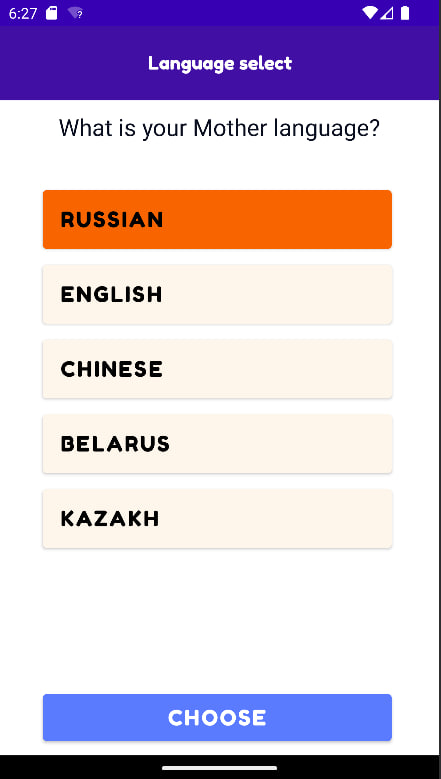 6:27
Language select
What is your Mother language?
RUSSIAN
ENGLISH
CHINESE
BELARUS
KAZAKH
CHOOSE